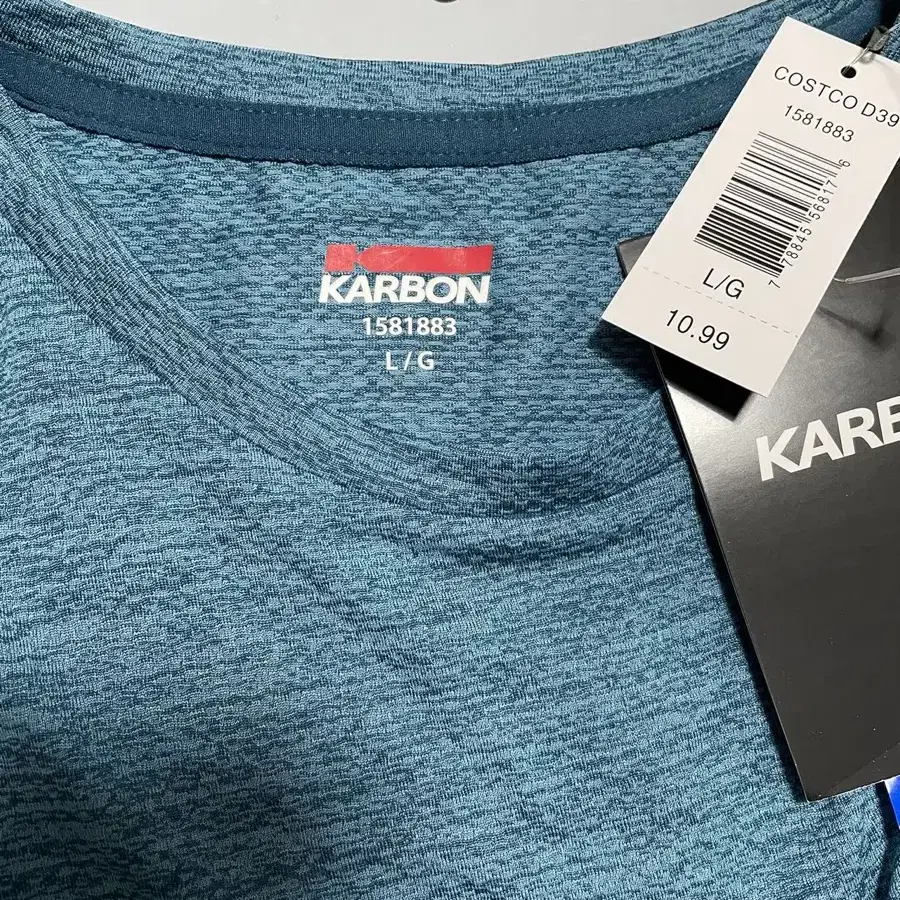 KARBON
1581883
L / G
COSTCO D39
1581883
7 78845 56817 6
L/G
10.99
KARB